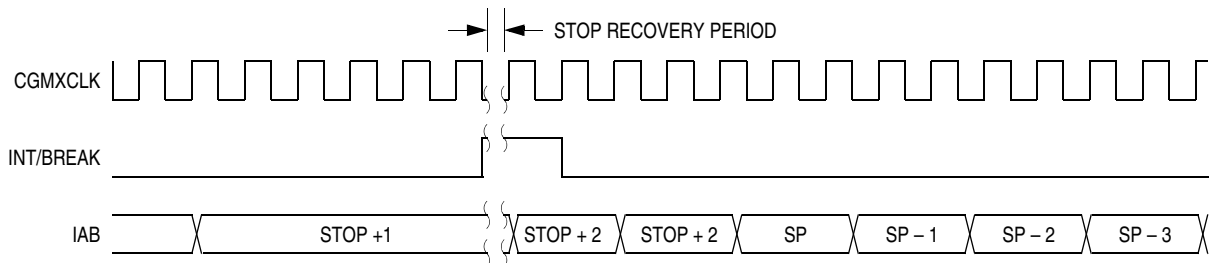 STOP RECOVERY PERIOD
CGMXCLK
INT/BREAK
IAB STOP +1 STOP + 2 STOP + 2 SP SP – 1 SP – 2 SP – 3